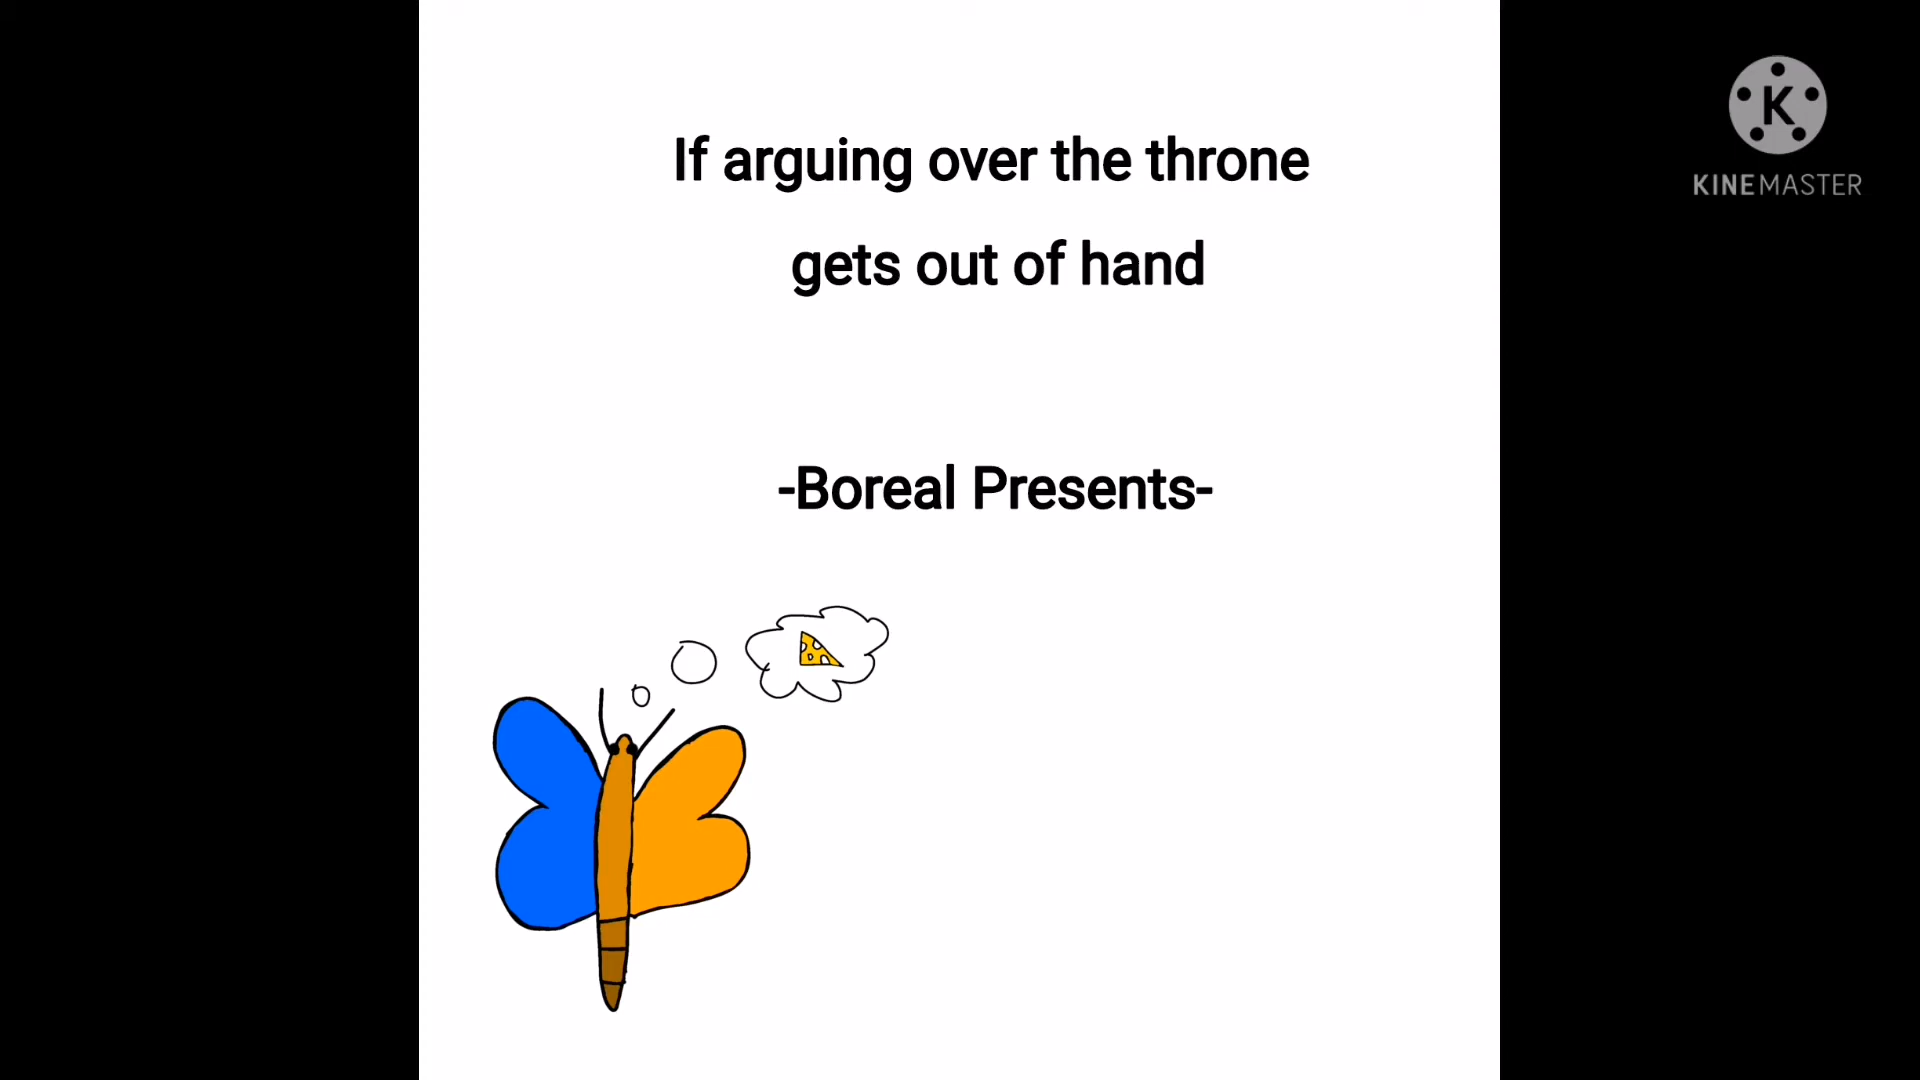 If arguing over the throne
gets out of hand
-Boreal Presents-
K
KINEMASTER